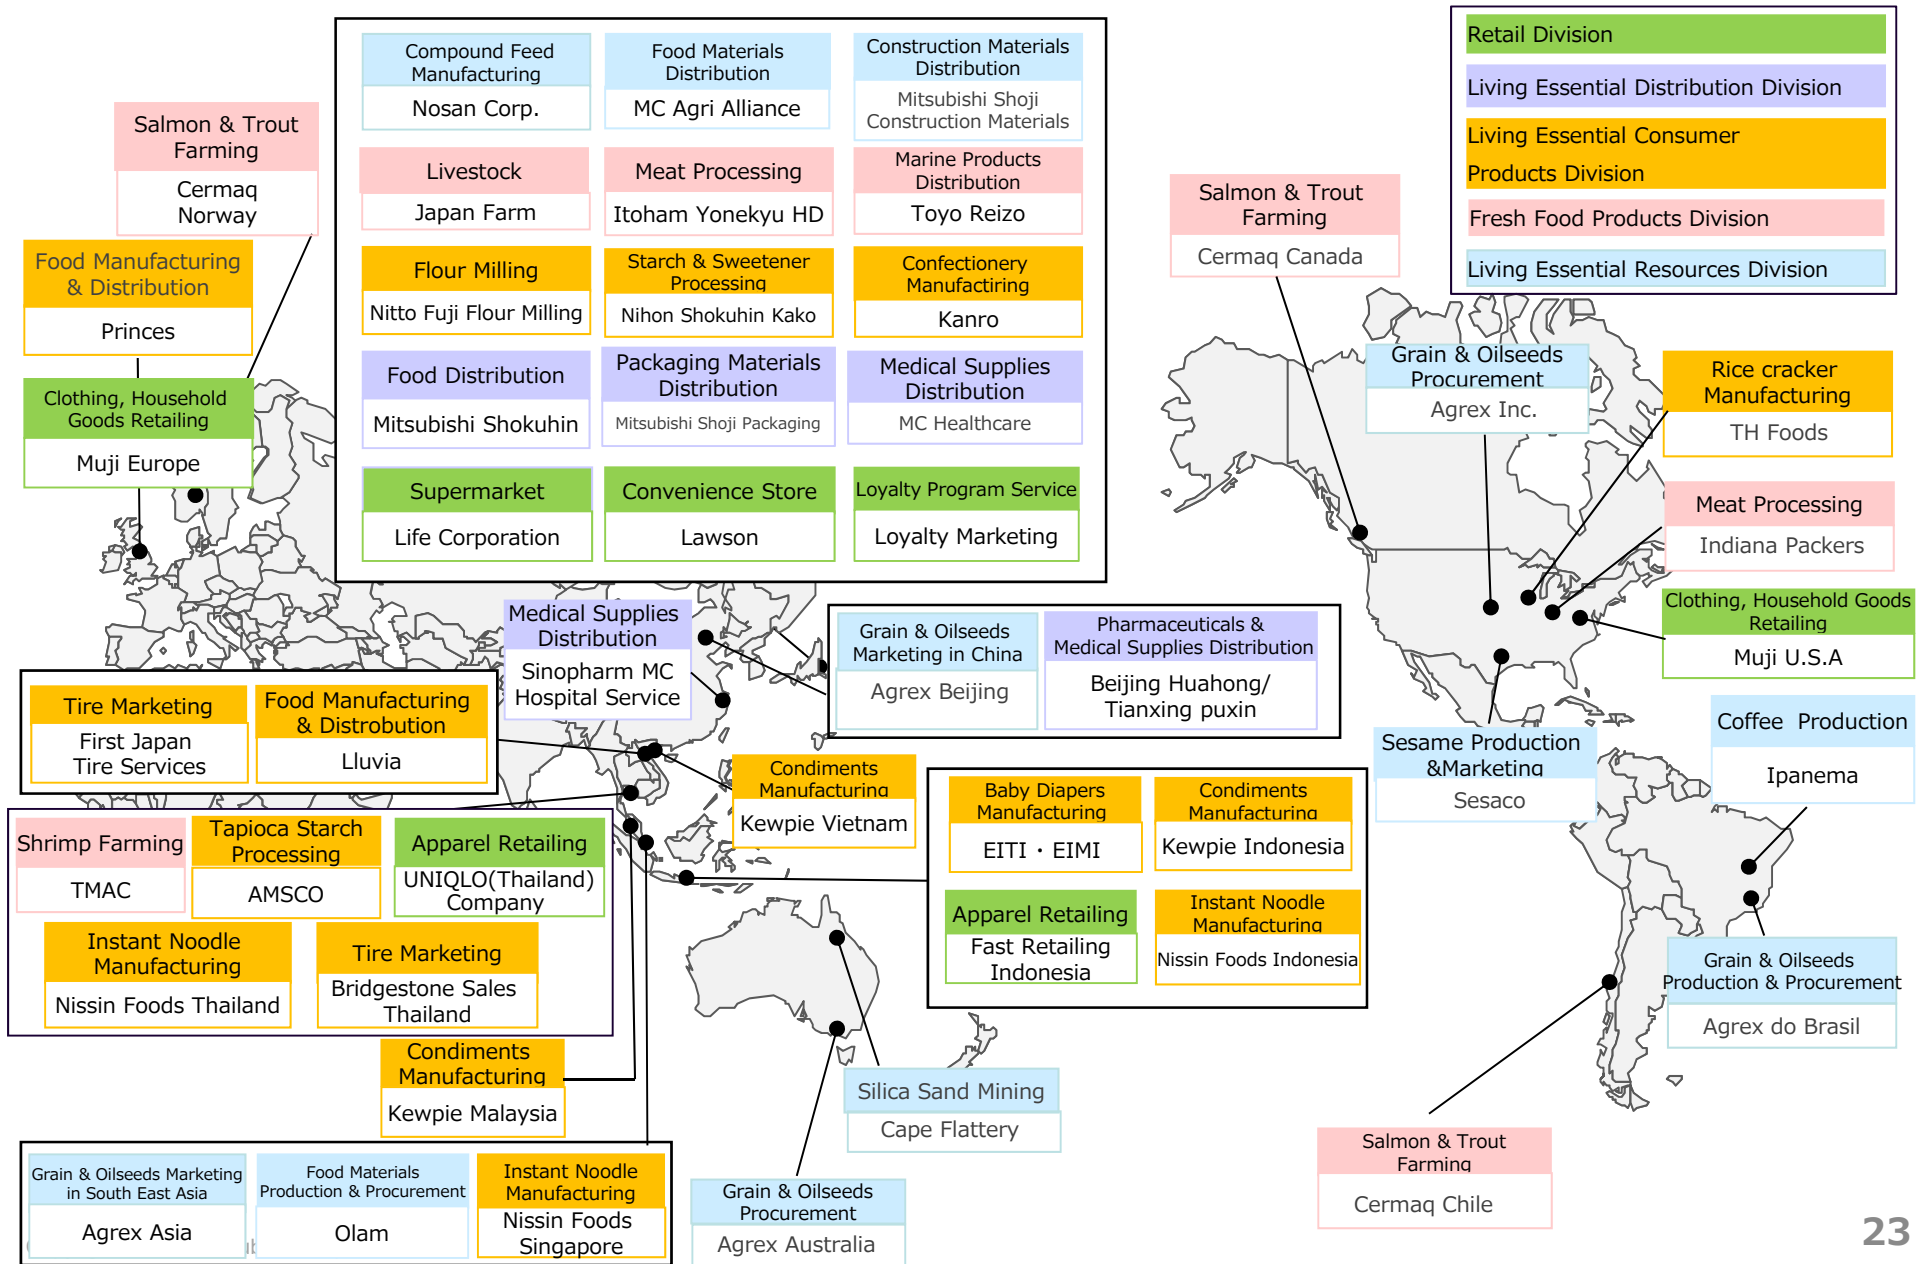 Compound Feed
Manufacturing
Nosan Corp.
Food Materials
Distribution
MC Agri Alliance
Construction Materials
Distribution
Mitsubishi Shoji
Construction Materials
Livestock
Japan Farm
Meat Processing
Itoham Yonekyu HD
Marine Products
Distribution
Toyo Reizo
Flour Milling
Nitto Fuji Flour Milling
Starch & Sweetener
Processing
Nihon Shokuhin Kako
Confectionery
Manufactiring
Kanro
Food Distribution
Mitsubishi Shokuhin
Packaging Materials
Distribution
Mitsubishi Shoji Packaging
Medical Supplies
Distribution
MC Healthcare
Supermarket
Life Corporation
Convenience Store
Lawson
Loyalty Program Service
Loyalty Marketing
Retail Division
Living Essential Distribution Division
Living Essential Consumer
Products Division
Fresh Food Products Division
Living Essential Resources Division
Salmon & Trout
Farming
Cermaq
Norway
Food Manufacturing
& Distribution
Princes
Clothing, Household
Goods Retailing
Muji Europe
Salmon & Trout
Farming
Cermaq Canada
Grain & Oilseeds
Procurement
Agrex Inc.
Rice cracker
Manufacturing
TH Foods
Meat Processing
Indiana Packers
Clothing, Household Goods
Retailing
Muji U.S.A
Medical Supplies
Distribution
Sinopharm MC
Hospital Service
Grain & Oilseeds
Marketing in China
Agrex Beijing
Pharmaceuticals &
Medical Supplies Distribution
Beijing Huahong/
Tianxing puxin
Tire Marketing
First Japan
Tire Services
Food Manufacturing
& Distrobution
Lluvia
Condiments
Manufacturing
Kewpie Vietnam
Sesame Production
&Marketing
Sesaco
Coffee Production
Ipanema
Baby Diapers
Manufacturing
EITI・EIMI
Condiments
Manufacturing
Kewpie Indonesia
Apparel Retailing
Fast Retailing
Indonesia
Instant Noodle
Manufacturing
Nissin Foods Indonesia
Shrimp Farming
TMAC
Tapioca Starch
Processing
AMSCO
Apparel Retailing
UNIQLO(Thailand)
Company
Instant Noodle
Manufacturing
Nissin Foods Thailand
Tire Marketing
Bridgestone Sales
Thailand
Grain & Oilseeds
Production & Procurement
Agrex do Brasil
Condiments
Manufacturing
Kewpie Malaysia
Silica Sand Mining
Cape Flattery
Salmon & Trout
Farming
Cermaq Chile
Grain & Oilseeds Marketing
in South East Asia
Agrex Asia
Food Materials
Production & Procurement
Olam
Instant Noodle
Manufacturing
Nissin Foods
Singapore
Grain & Oilseeds
Procurement
Agrex Australia
23